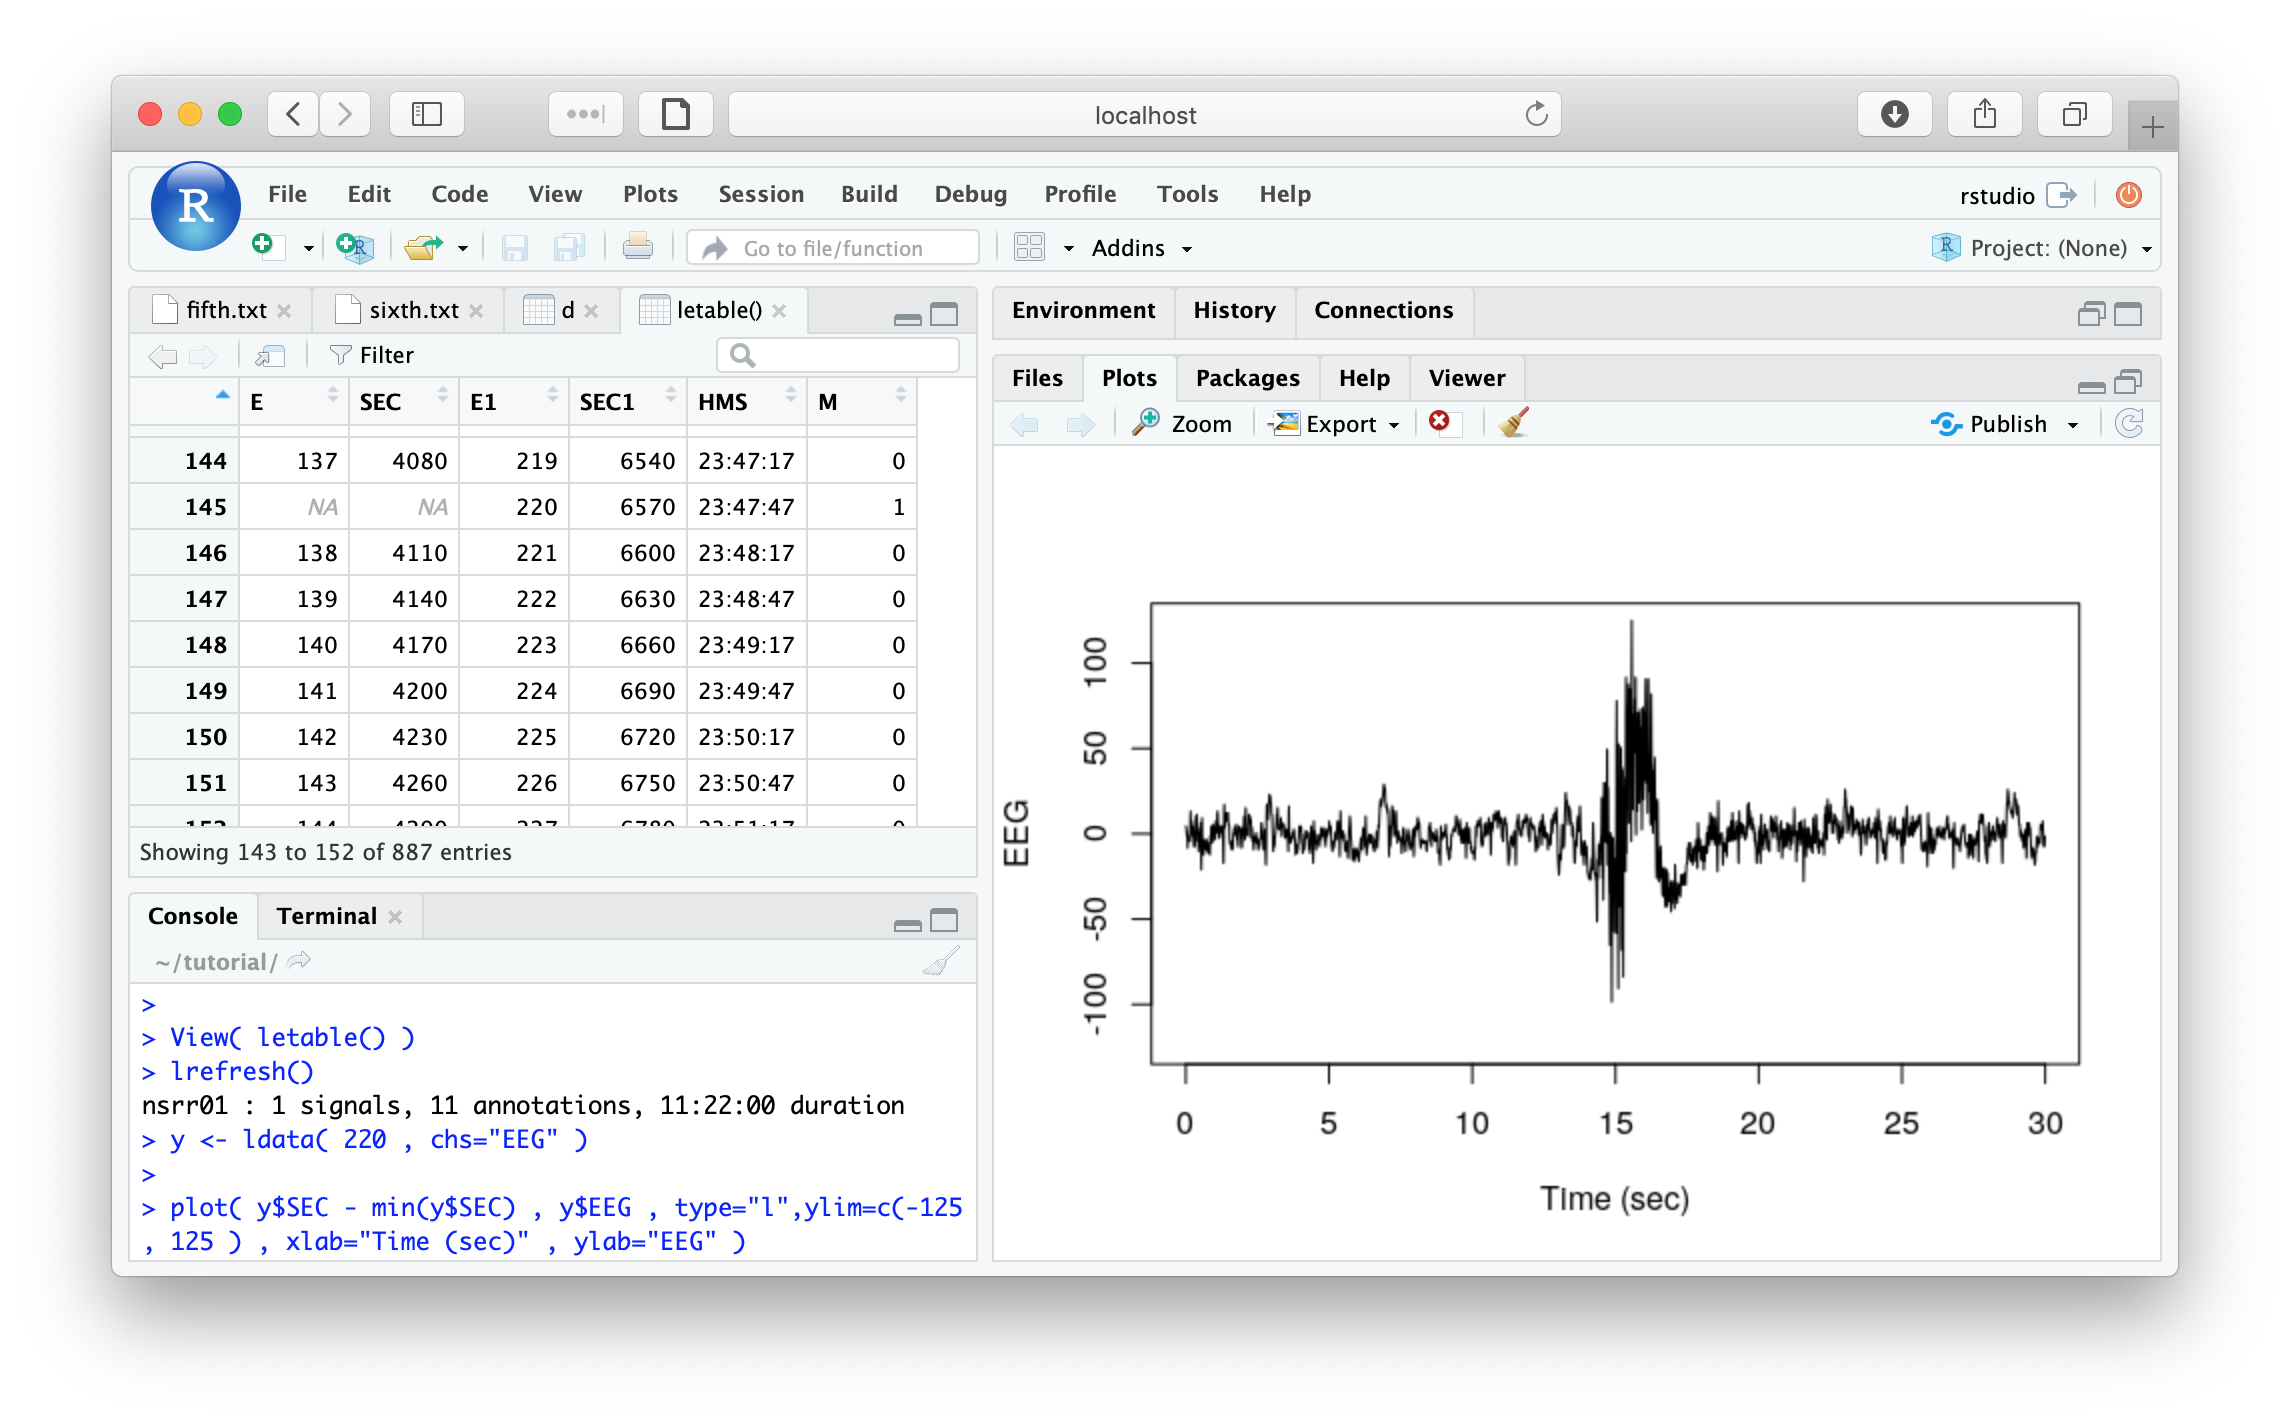 localhost
R
File Edit Code View Plots Session Build Debug Profile Tools Help
rstudio
Go to file/function
Addins
Project: (None)
fifth.txt
sixth.txt
d
letable()
Filter
E SEC E1 SEC1 HMS M
144 137 4080 219 6540 23:47:17 0
145 NA NA 220 6570 23:47:47 1
146 138 4110 221 6600 23:48:17 0
147 139 4140 222 6630 23:48:47 0
148 140 4170 223 6660 23:49:17 0
149 141 4200 224 6690 23:49:47 0
150 142 4230 225 6720 23:50:17 0
151 143 4260 226 6750 23:50:47 0
Showing 143 to 152 of 887 entries
Console Terminal
~/tutorial/
>
> View( letable() )
> lrefresh()
nsrr01 : 1 signals, 11 annotations, 11:22:00 duration
> y <- ldata( 220 , chs="EEG" )
>
> plot( y$SEC - min(y$SEC) , y$EEG , type="l",ylim=c(-125
, 125 ) , xlab="Time (sec)" , ylab="EEG" )
Environment History Connections
Files Plots Packages Help Viewer
Zoom Export Publish
100
50
0
-50
-100
EEG
0 5 10 15 20 25 30
Time (sec)